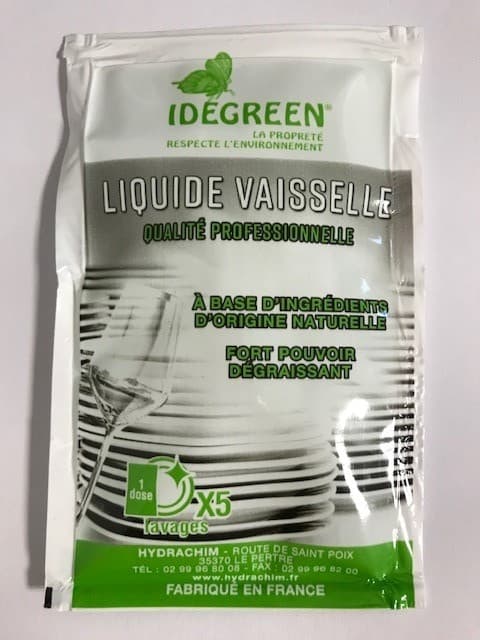 IDEGREEN®
LA PROPRETÉ
RESPECTE L'ENVIRONNEMENT
LIQUIDE VAISSELLE
QUALITÉ PROFESSIONNELLE
À BASE D'INGRÉDIENTS
D'ORIGINE NATURELLE
FORT POUVOIR
DÉGRAISSANT
1
dose
X5
lavages
HYDRACHIM - ROUTE DE SAINT POIX
35370 LE PERTRE
TÉL : 02 99 96 80 08 - FAX : 02 99 96 82 00
www.hydrachim.fr
FABRIQUÉ EN FRANCE